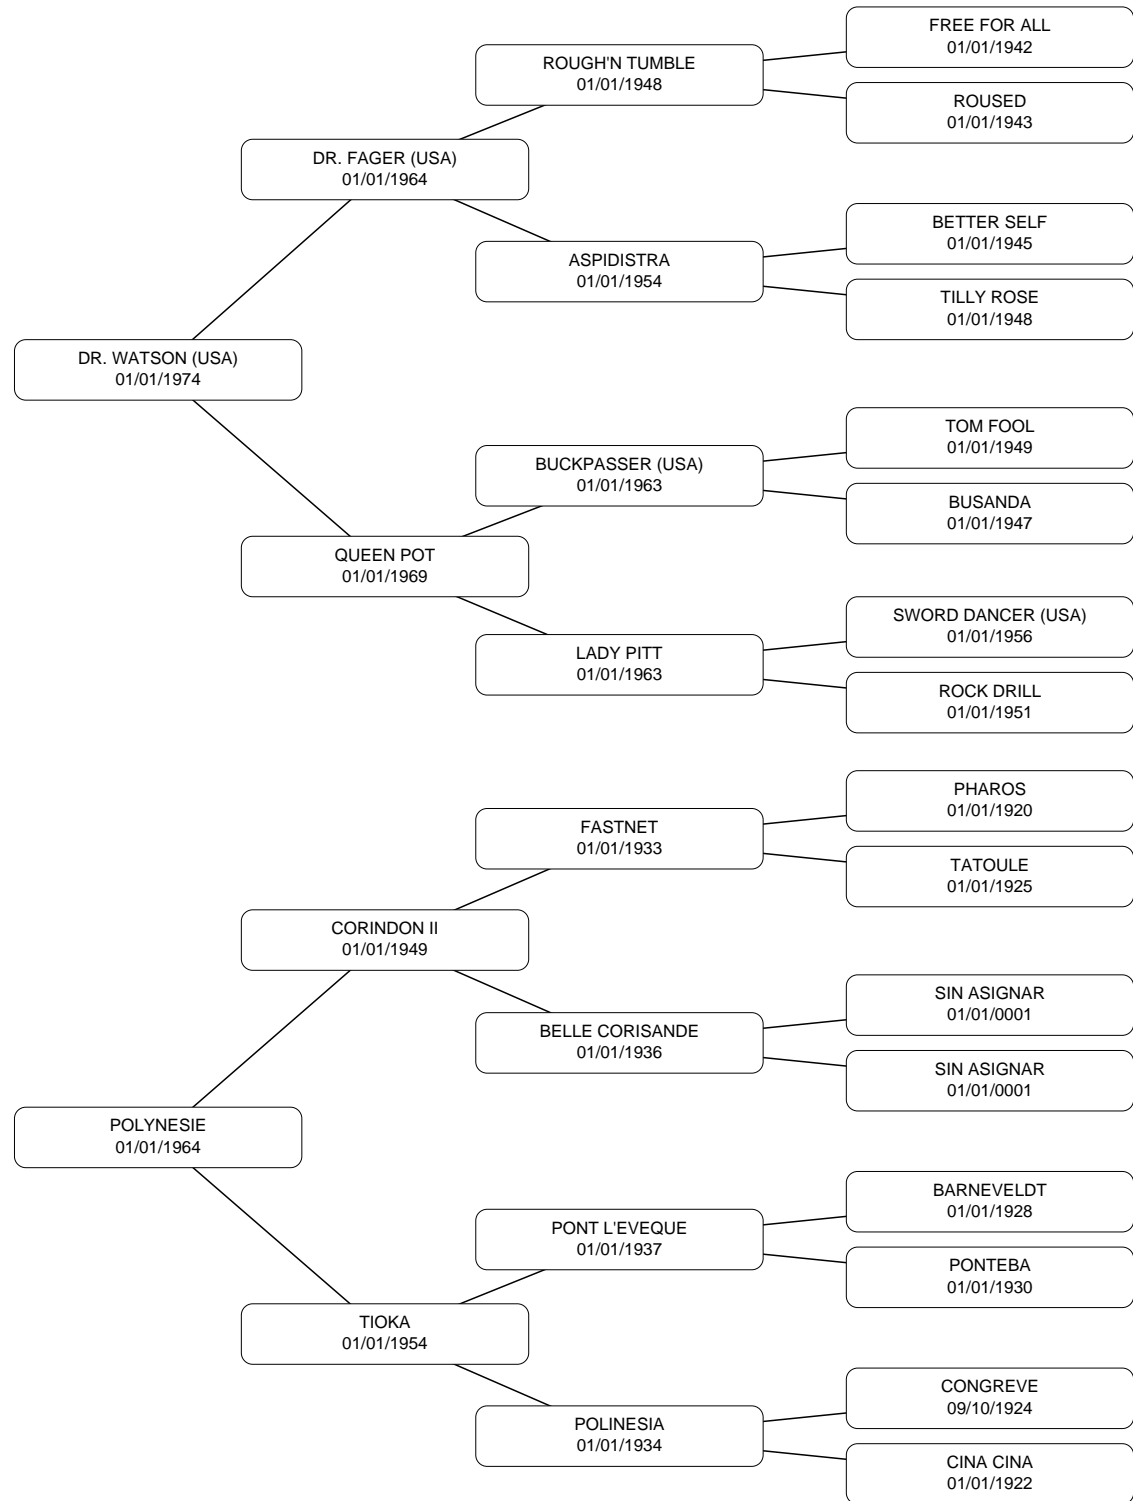 FREE FOR ALL
01/01/1942
ROUGH'N TUMBLE
01/01/1948
ROUSED
01/01/1943
DR. FAGER (USA)
01/01/1964
BETTER SELF
01/01/1945
ASPIDISTRA
01/01/1954
TILLY ROSE
01/01/1948
DR. WATSON (USA)
01/01/1974
TOM FOOL
01/01/1949
BUCKPASSER (USA)
01/01/1963
BUSANDA
01/01/1947
QUEEN POT
01/01/1969
SWORD DANCER (USA)
01/01/1956
LADY PITT
01/01/1963
ROCK DRILL
01/01/1951
PHAROS
01/01/1920
FASTNET
01/01/1933
TATOULE
01/01/1925
CORINDON II
01/01/1949
SIN ASIGNAR
01/01/0001
BELLE CORISANDE
01/01/1936
SIN ASIGNAR
01/01/0001
POLYNESIE
01/01/1964
BARNEVELDT
01/01/1928
PONT L'EVEQUE
01/01/1937
PONTEBA
01/01/1930
TIOKA
01/01/1954
CONGREVE
09/10/1924
POLINESIA
01/01/1934
CINA CINA
01/01/1922